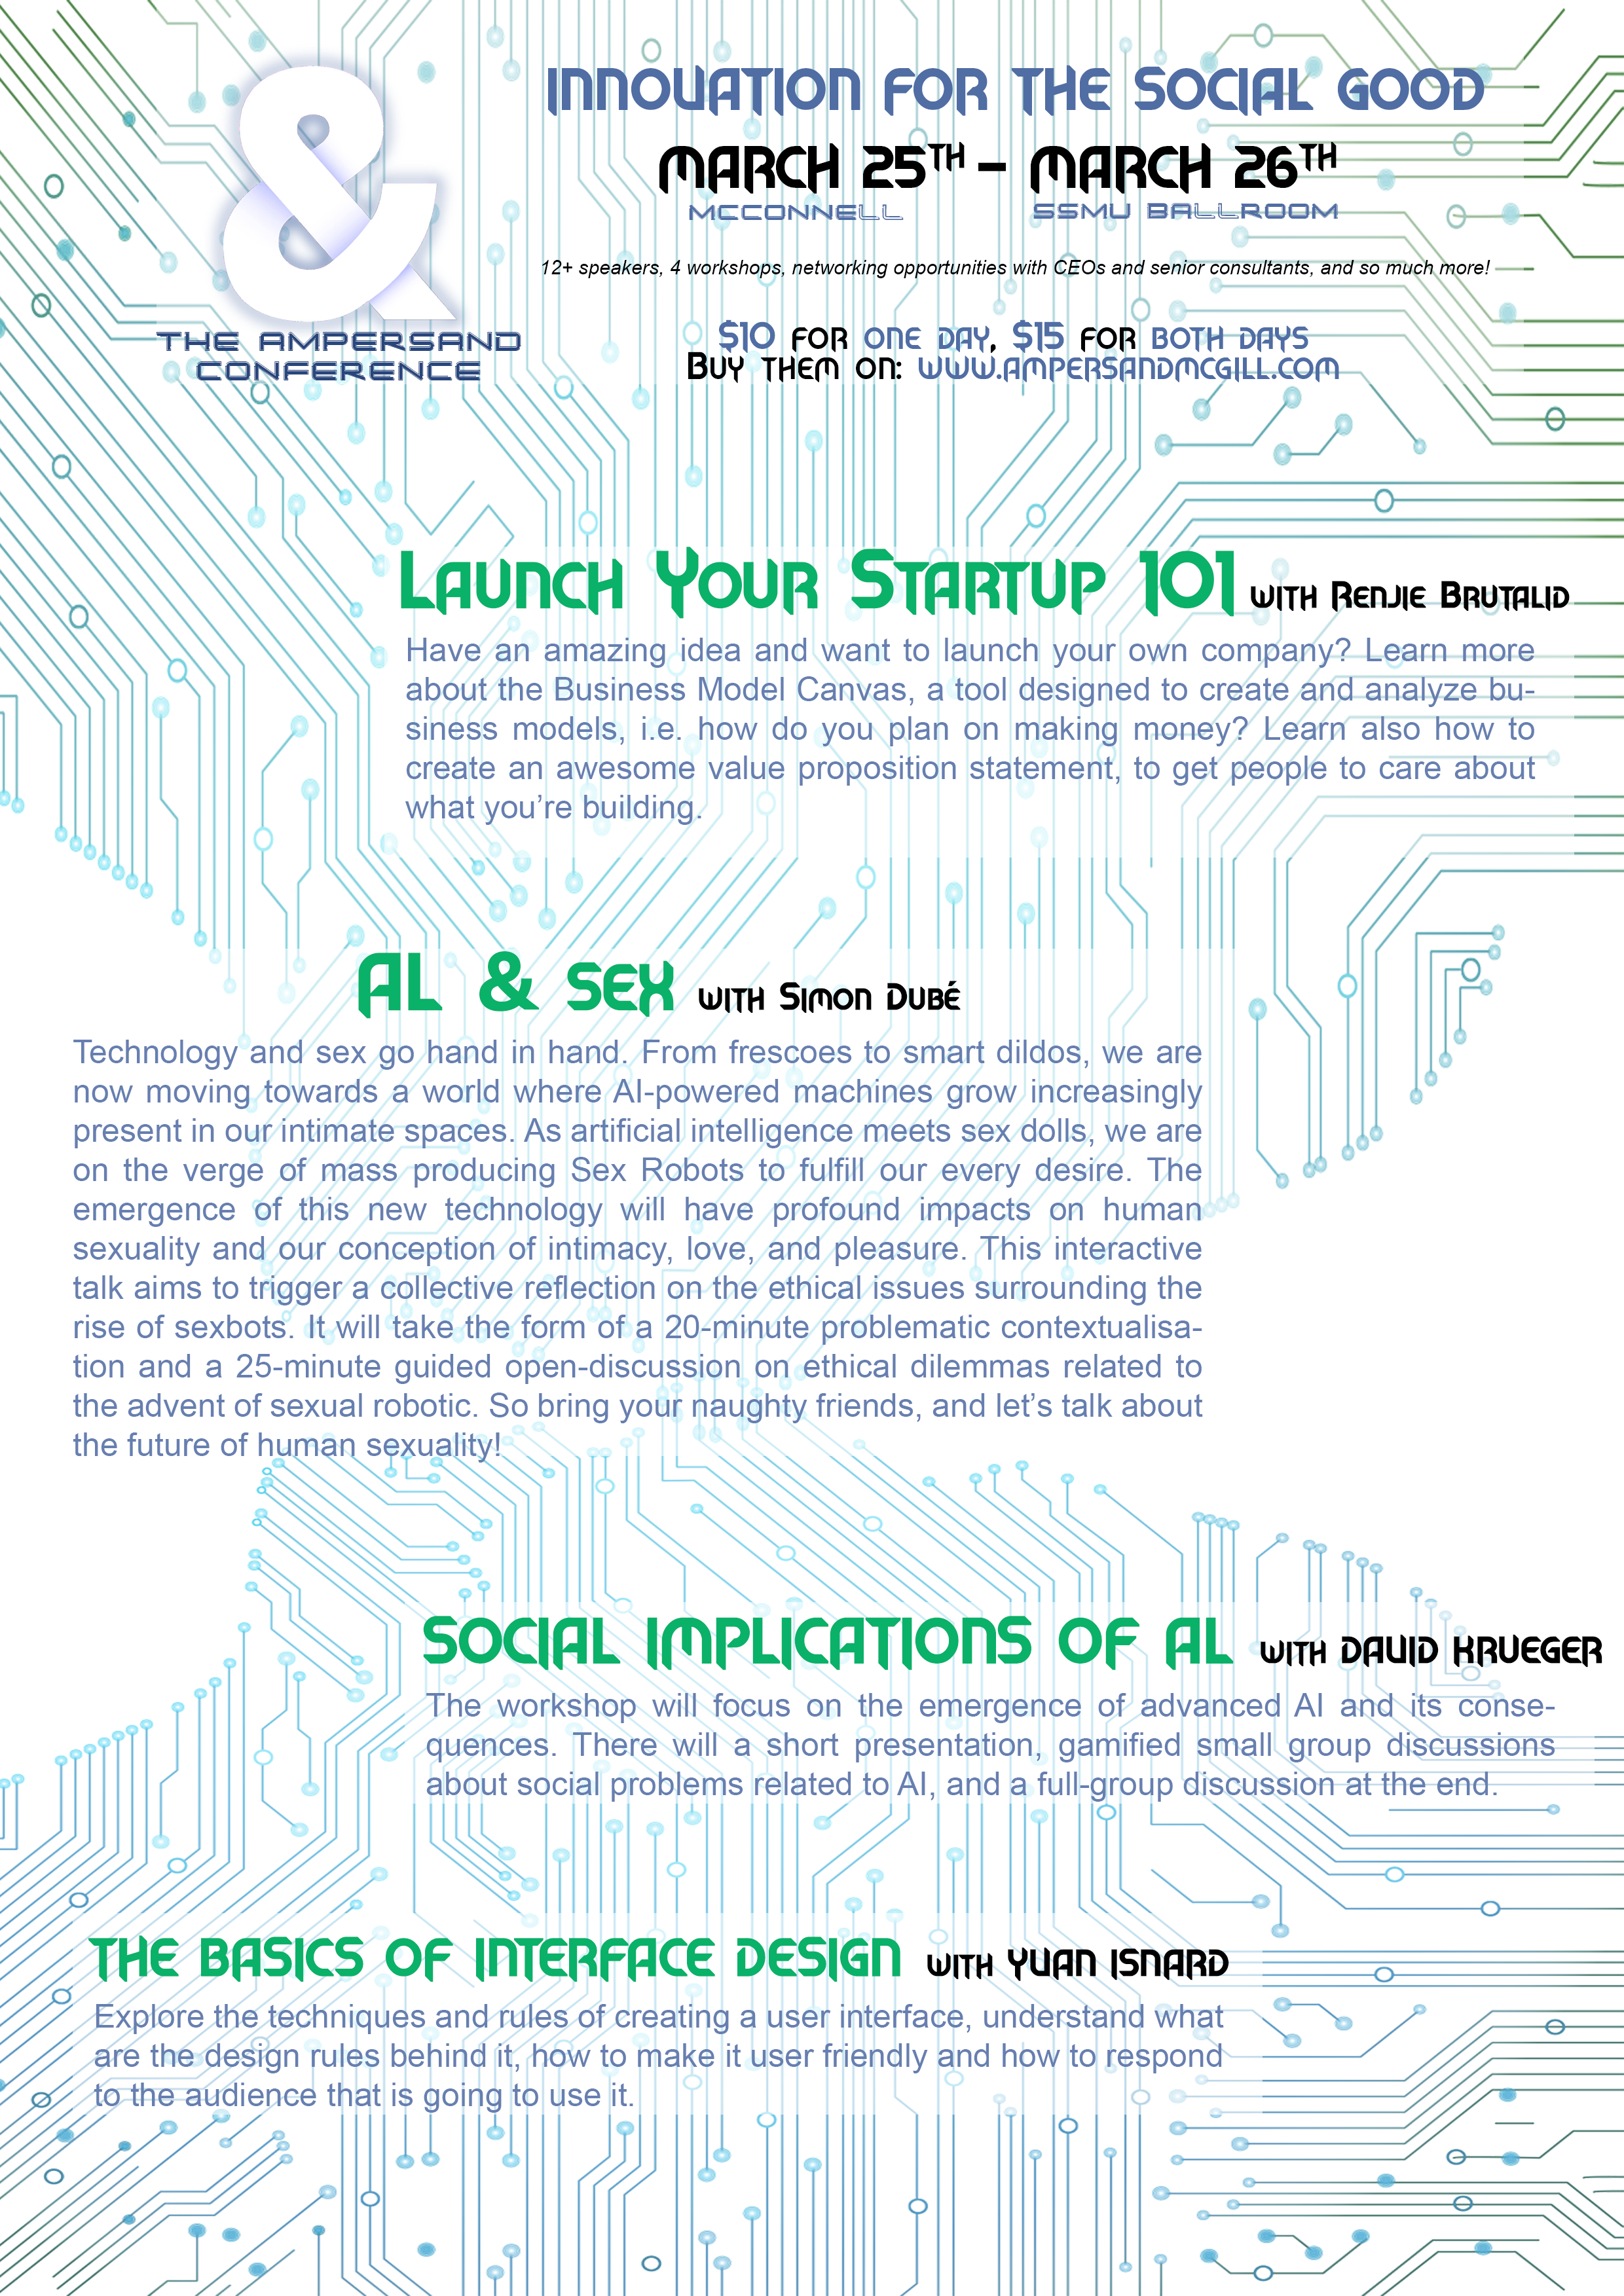 &
THE AMPERSAND
CONFERENCE
INNOVATION FOR THE SOCIAL GOOD
MARCH 25TH - MARCH 26TH
MCCONNELL SSMU BALLROOM
12+ speakers, 4 workshops, networking opportunities with CEOs and senior consultants, and so much more!
$10 FOR ONE DAY, $15 FOR BOTH DAYS
BUY THEM ON: WWW.AMPERSANDMCGILL.COM
LAUNCH YOUR STARTUP 101 WITH RENJIE BRUTALID
Have an amazing idea and want to launch your own company? Learn more
about the Business Model Canvas, a tool designed to create and analyze bu-
siness models, i.e. how do you plan on making money? Learn also how to
create an awesome value proposition statement, to get people to care about
what you're building.
AL & SEX WITH SIMON DUBÉ
Technology and sex go hand in hand. From frescoes to smart dildos, we are
now moving towards a world where AI-powered machines grow increasingly
present in our intimate spaces. As artificial intelligence meets sex dolls, we are
on the verge of mass producing Sex Robots to fulfill our every desire. The
emergence of this new technology will have profound impacts on human
sexuality and our conception of intimacy, love, and pleasure. This interactive
talk aims to trigger a collective reflection on the ethical issues surrounding the
rise of sexbots. It will take the form of a 20-minute problematic contextualisa-
tion and a 25-minute guided open-discussion on ethical dilemmas related to
the advent of sexual robotic. So bring your naughty friends, and let's talk about
the future of human sexuality!
SOCIAL IMPLICATIONS OF AL WITH DAVID KRUEGER
The workshop will focus on the emergence of advanced AI and its conse-
quences. There will a short presentation, gamified small group discussions
about social problems related to AI, and a full-group discussion at the end.
THE BASICS OF INTERFACE DESIGN WITH YUAN ISNARD
Explore the techniques and rules of creating a user interface, understand what
are the design rules behind it, how to make it user friendly and how to respond
to the audience that is going to use it.